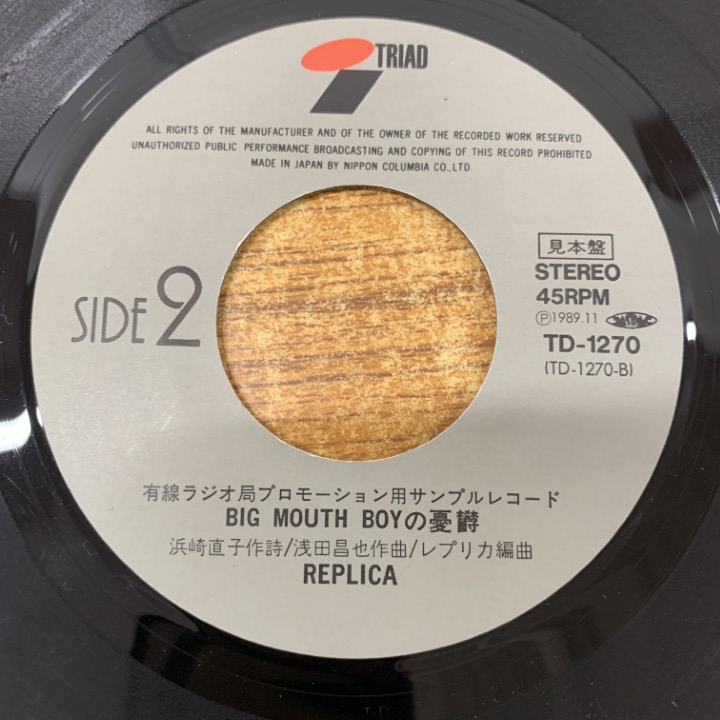 TRIAD
ALL RIGHTS OF THE MANUFACTURER AND OF THE OWNER OF THE RECORDED WORK RESERVED
UNAUTHORIZED PUBLIC PERFORMANCE BROADCASTING AND COPYING OF THIS RECORD PROHIBITED
MADE IN JAPAN BY NIPPON COLUMBIA CO.,LTD.
SIDE 2
見本盤
STEREO
45RPM
Ⓟ1989.11
TD-1270
(TD-1270-B)
有線ラジオ局プロモーション用サンプルレコード
BIG MOUTH BOYの憂欝
浜崎直子作詩/浅田昌也作曲/レプリカ編曲
REPLICA